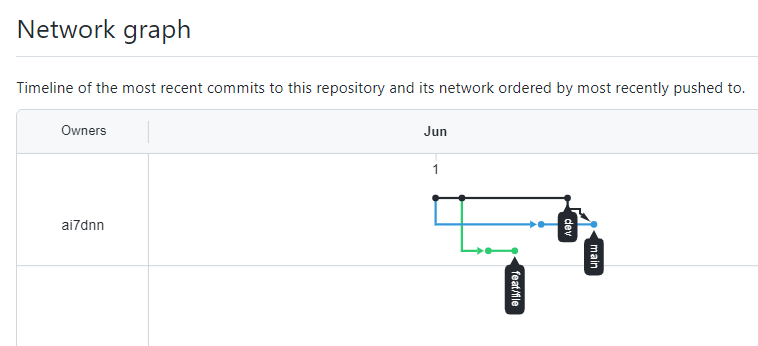 Network graph
Timeline of the most recent commits to this repository and its network ordered by most recently pushed to.
Owners
Jun
1
ai7dnn
dev
main
feat/file